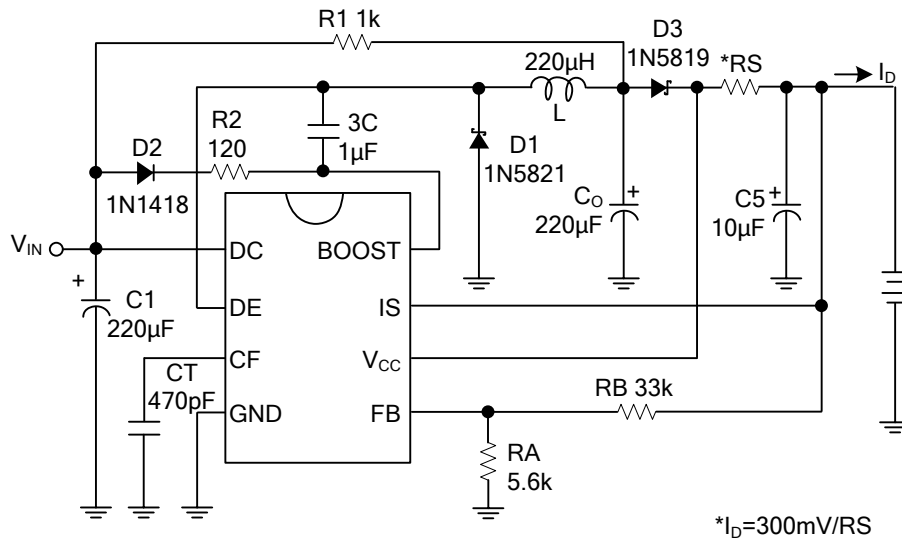 R1 1k
D3
1N5819
*RS
I_D
220µH
L
3C
1µF
R2
120
D2
1N1418
D1
1N5821
C_O
220µF
C5
10µF
V_IN
DC
BOOST
C1
220µF
DE
IS
CF
V_CC
CT
470pF
GND
FB
RB 33k
RA
5.6k
*I_D=300mV/RS
+
+
+